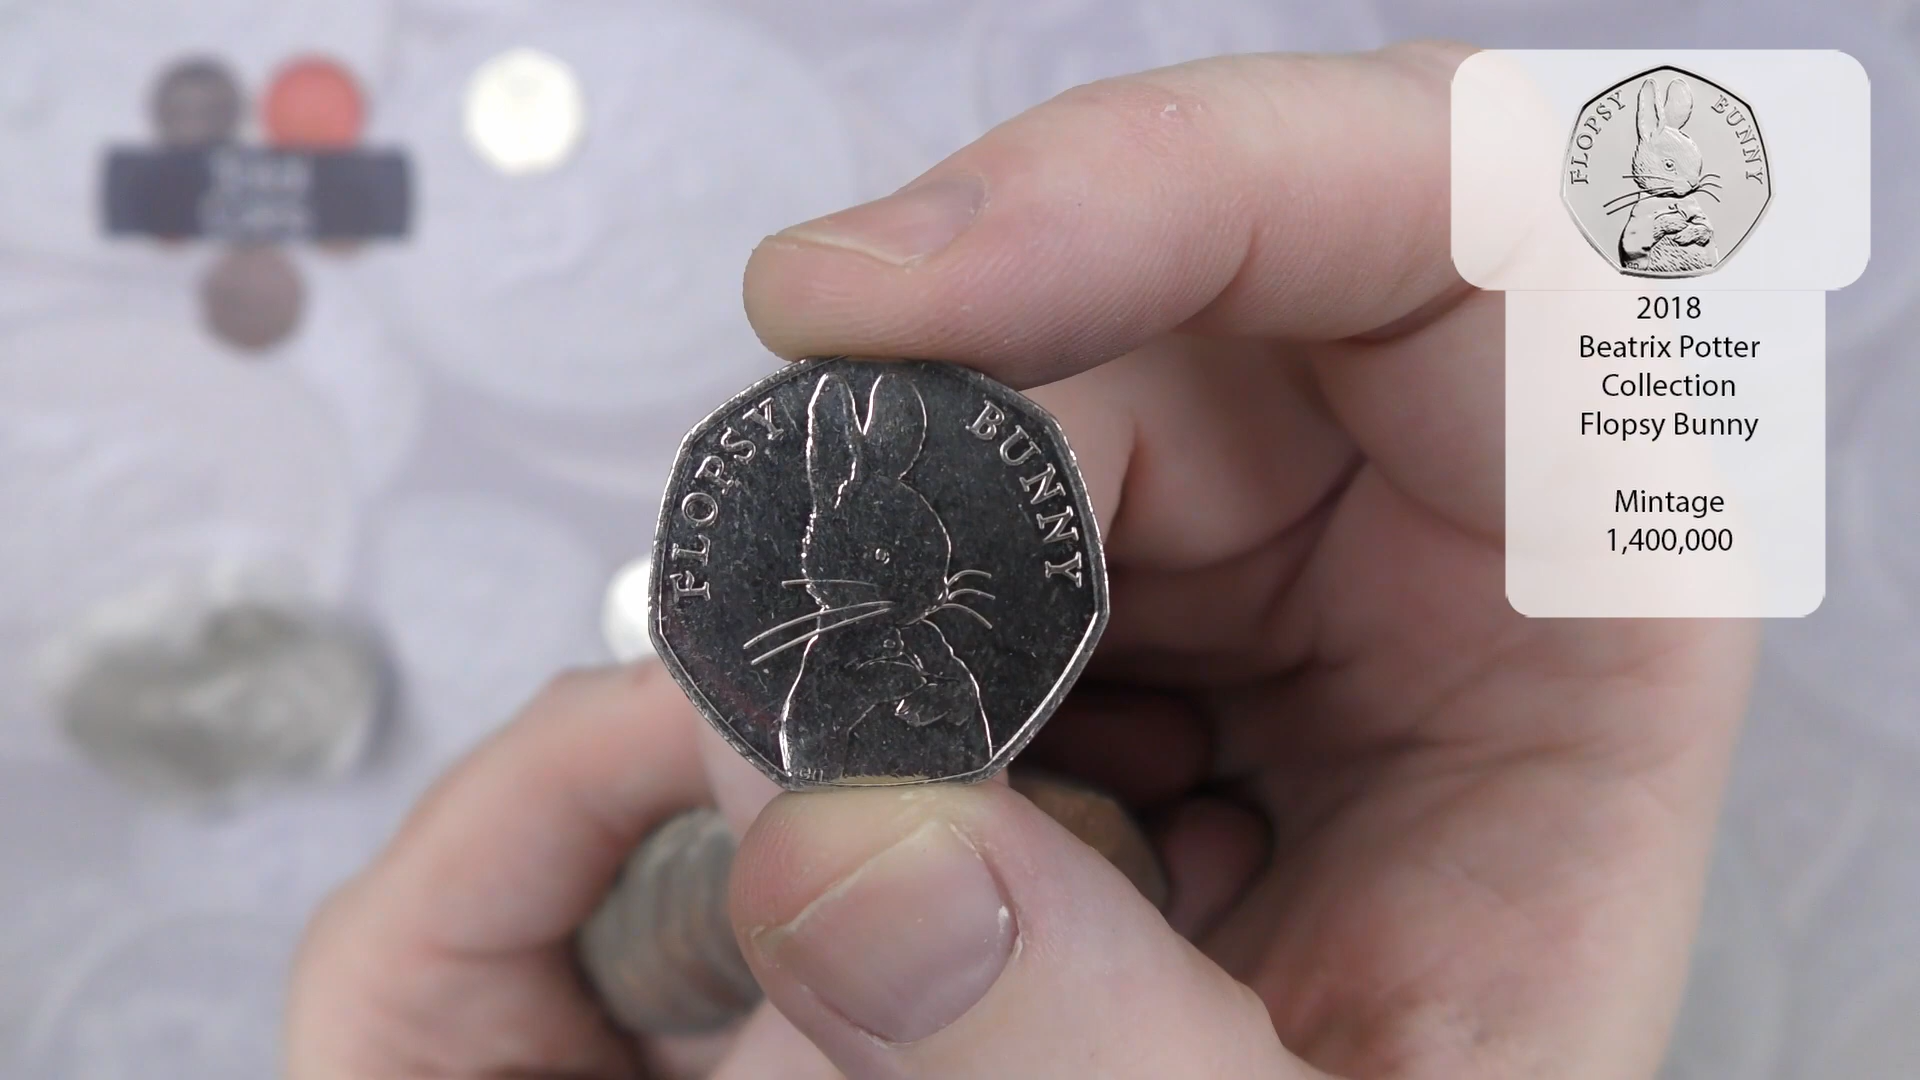 FLOPSY BUNNY
FLOPSY BUNNY
2018
Beatrix Potter
Collection
Flopsy Bunny
Mintage
1,400,000